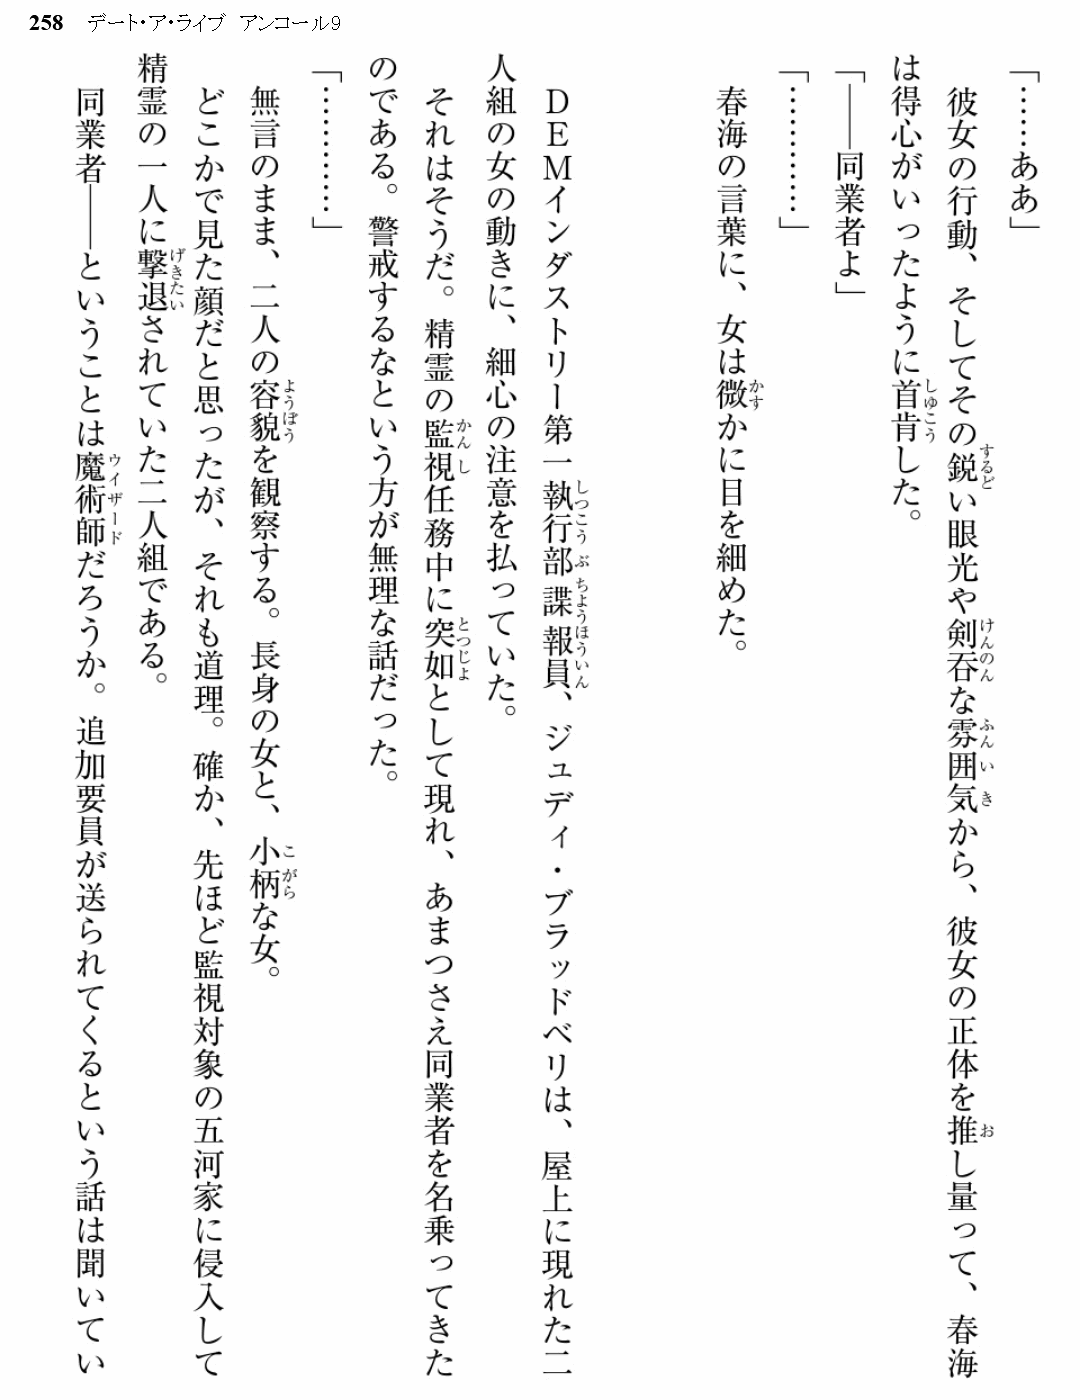 258 デート・ア・ライブ アンコール9
「……ああ」
彼女の行動、そしてその鋭い眼光や剣呑な雰囲気から、彼女の正体を推し量って、春海
は得心がいったように首肯した。
「――同業者よ」
「…………」
春海の言葉に、女は微かに目を細めた。
ＤＥＭインダストリー第一執行部諜報員、ジュディ・ブラッドベリは、屋上に現れた二
人組の女の動きに、細心の注意を払っていた。
それはそうだ。精霊の監視任務中に突如として現れ、あまつさえ同業者を名乗ってきた
のである。警戒するなという方が無理な話だった。
「…………」
無言のまま、二人の容貌を観察する。長身の女と、小柄な女。
どこかで見た顔だと思ったが、それも道理。確か、先ほど監視対象の五河家に侵入して
精霊の一人に撃退されていた二人組である。
同業者――ということは魔術師だろうか。追加要員が送られてくるという話は聞いてい